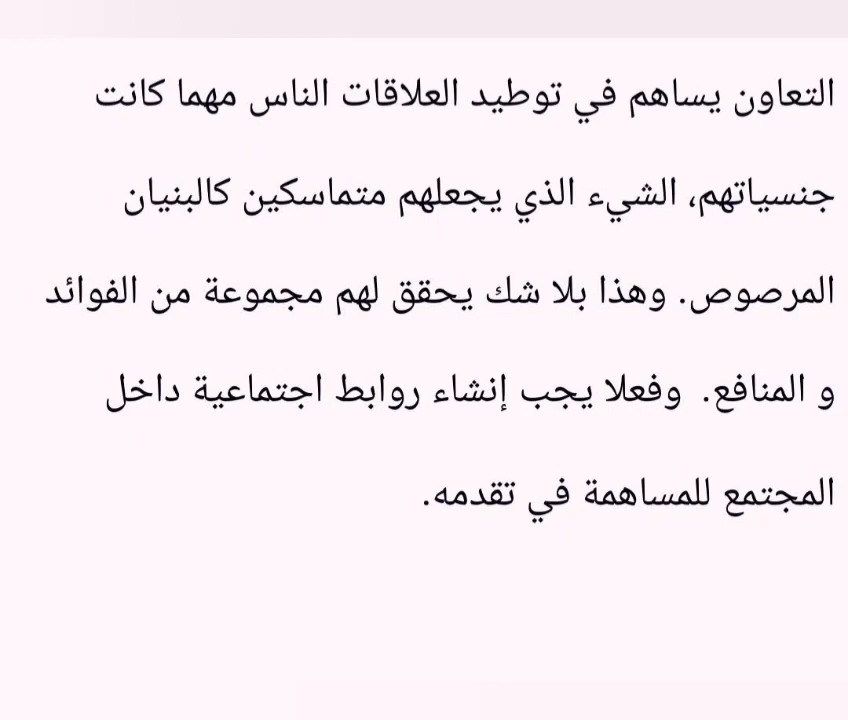 التعاون يساهم في توطيد العلاقات الناس مهما كانت
جنسياتهم، الشيء الذي يجعلهم متماسكين كالبنيان
المرصوص. وهذا بلا شك يحقق لهم مجموعة من الفوائد
و المنافع. وفعلا يجب إنشاء روابط اجتماعية داخل
المجتمع للمساهمة في تقدمه.